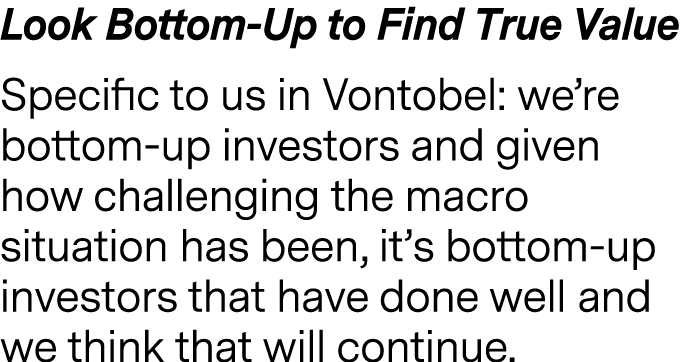 Look Bottom-Up to Find True Value
Specific to us in Vontobel: we’re
bottom-up investors and given
how challenging the macro
situation has been, it’s bottom-up
investors that have done well and
we think that will continue.